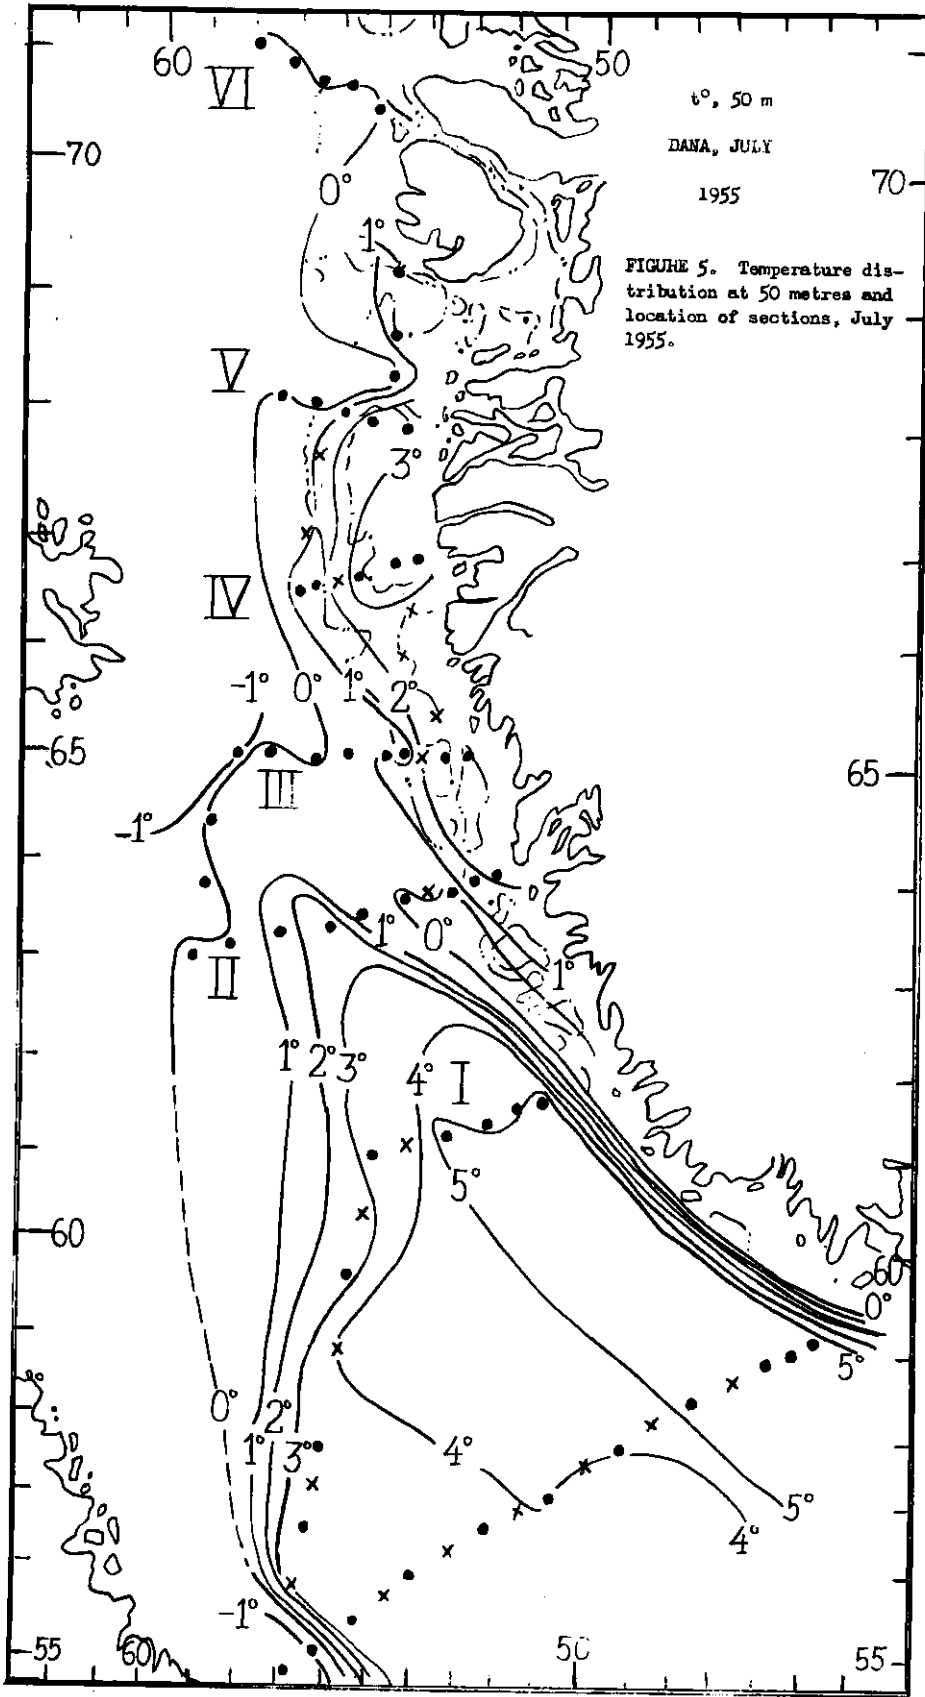 60
50
VI
t°, 50 m
DANA, JULY
1955
70
70
0°
-1°
FIGURE 5. Temperature dis-
tribution at 50 metres and
location of sections, July
1955.
V
3°
IV
-1° 0° 1° 2°
65
65
III
-1°
1° 0°
II
1°
1° 2° 3°
4°
I
5°
60
60
0°
5°
0°
2°
1° 3°
4°
5°
4°
-1°
55
60
50
55